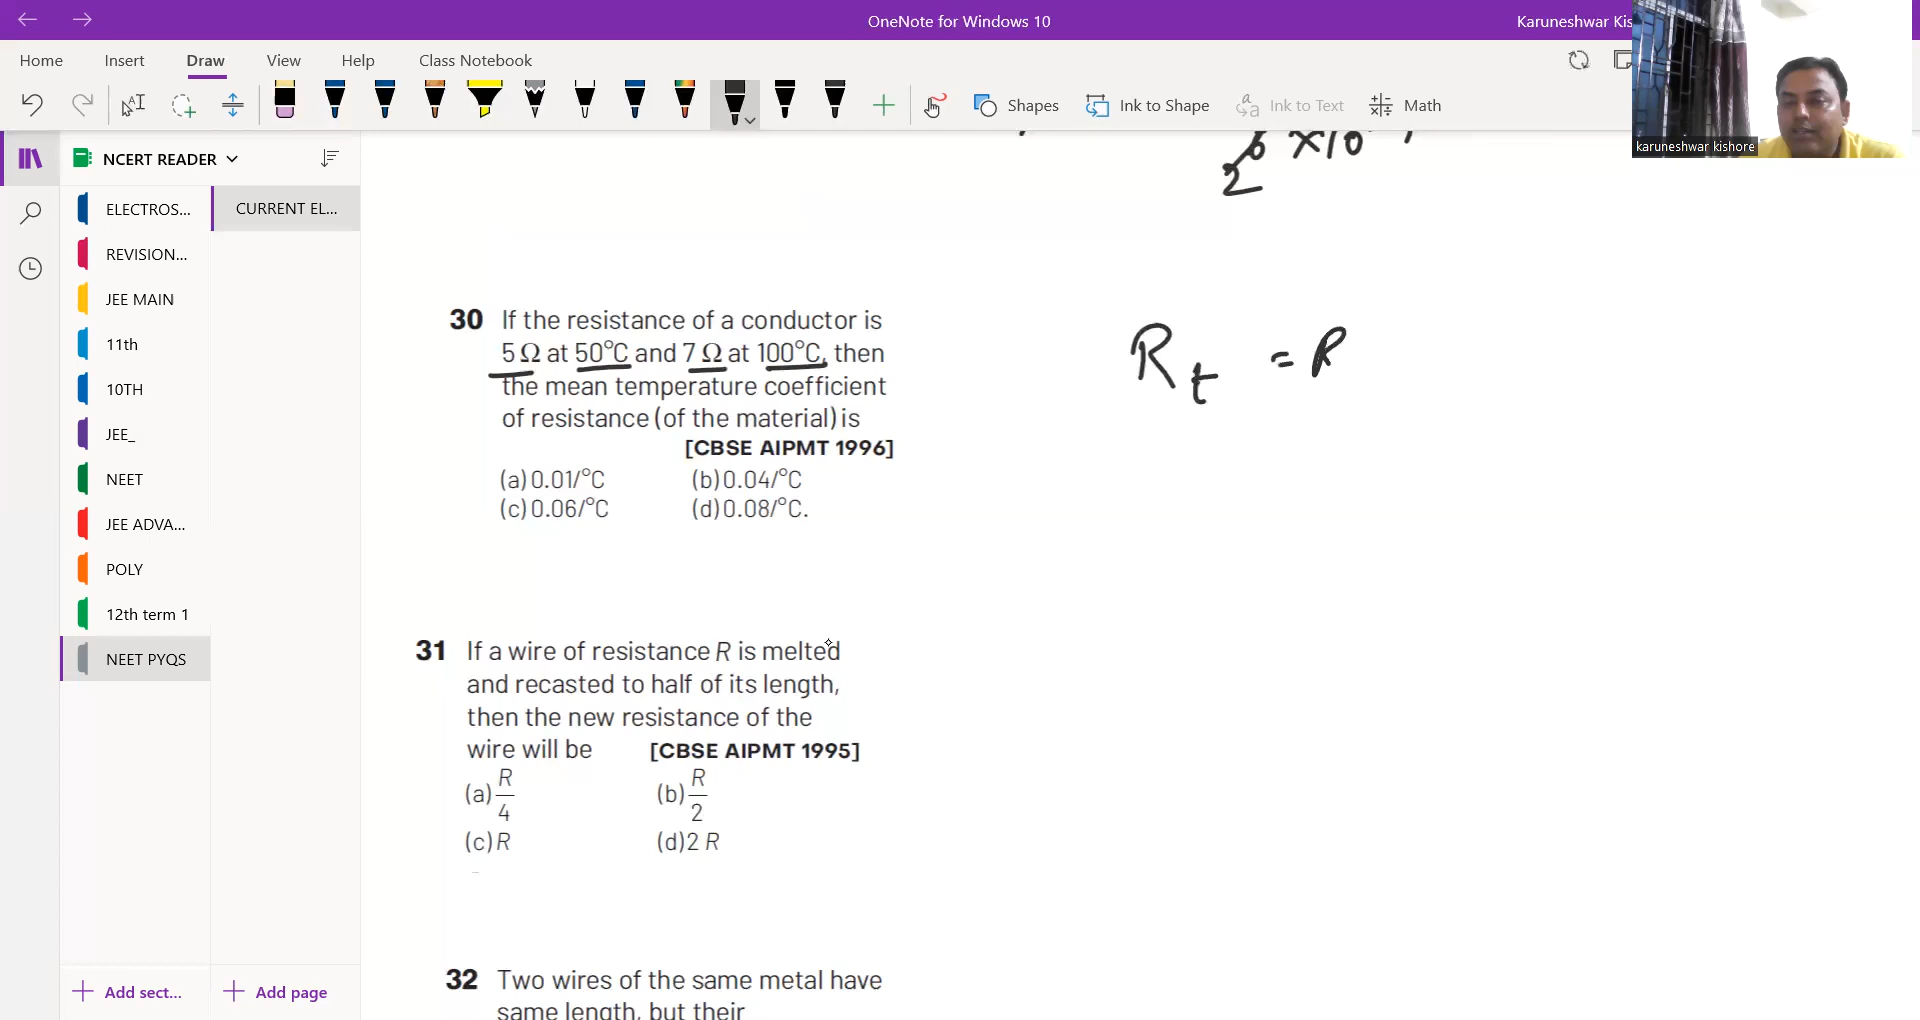 OneNote for Windows 10
Karuneshwar Kis
Home Insert Draw View Help Class Notebook
Shapes Ink to Shape Ink to Text Math
karuneshwar kishore
NCERT READER
ELECTROS...
REVISION...
JEE MAIN
11th
10TH
JEE_
NEET
JEE ADVA...
POLY
12th term 1
NEET PYQS
Add sect...
CURRENT EL...
Add page
6 ×10
2
30 If the resistance of a conductor is
5 Ω at 50°C and 7 Ω at 100°C, then
the mean temperature coefficient
of resistance (of the material) is
[CBSE AIPMT 1996]
(a) 0.01/°C (b) 0.04/°C
(c) 0.06/°C (d) 0.08/°C.
R_t = R
31 If a wire of resistance R is melted
and recasted to half of its length,
then the new resistance of the
wire will be [CBSE AIPMT 1995]
(a) R/4 (b) R/2
(c) R (d) 2 R
32 Two wires of the same metal have
same length, but their